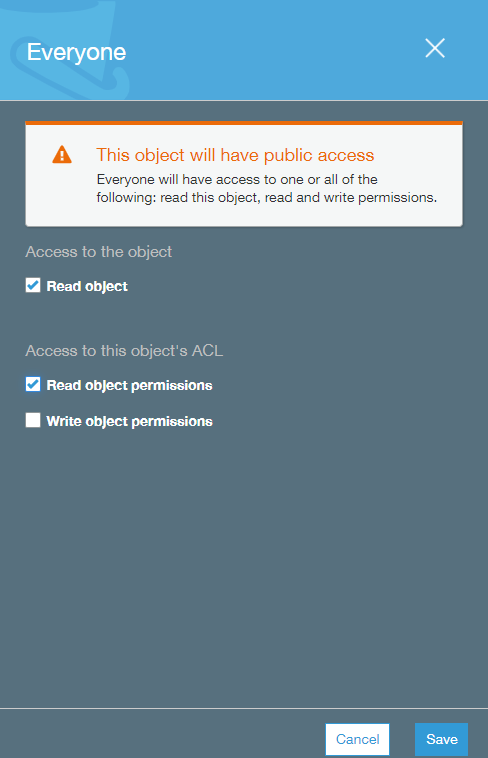 Everyone
This object will have public access
Everyone will have access to one or all of the
following: read this object, read and write permissions.
Access to the object
Read object
Access to this object's ACL
Read object permissions
Write object permissions
Cancel
Save